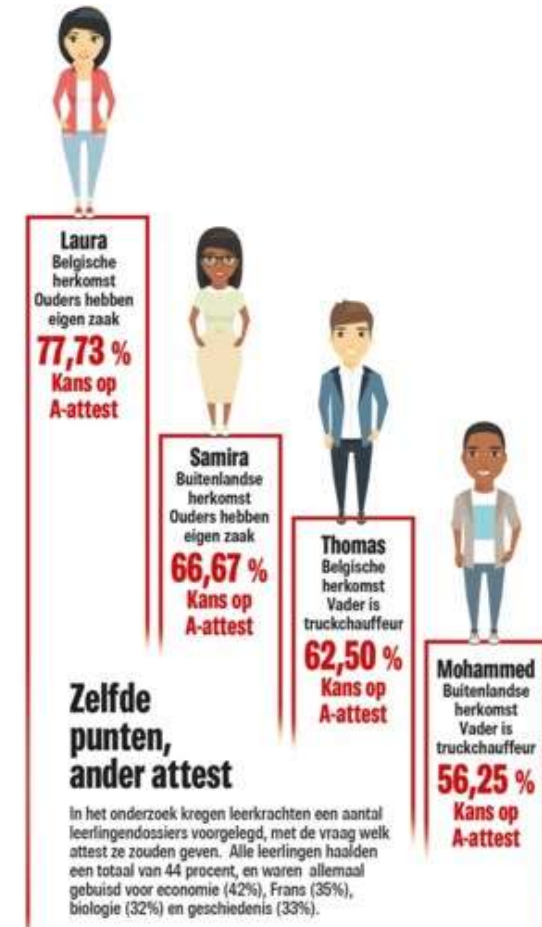 Laura
Belgische
herkomst
Ouders hebben
eigen zaak
77,73 %
Kans op
A-attest
Samira
Buitenlandse
herkomst
Ouders hebben
eigen zaak
66,67 %
Kans op
A-attest
Thomas
Belgische
herkomst
Vader is
truckchauffeur
62,50 %
Kans op
A-attest
Mohammed
Buitenlandse
herkomst
Vader is
truckchauffeur
56,25 %
Kans op
A-attest
Zelfde
punten,
ander attest
In het onderzoek kregen leerkrachten een aantal
leerlingendossiers voorgelegd, met de vraag welk
attest ze zouden geven. Alle leerlingen haalden
een totaal van 44 procent, en waren allemaal
gebuisd voor economie (42%), Frans (35%),
biologie (32%) en geschiedenis (33%).